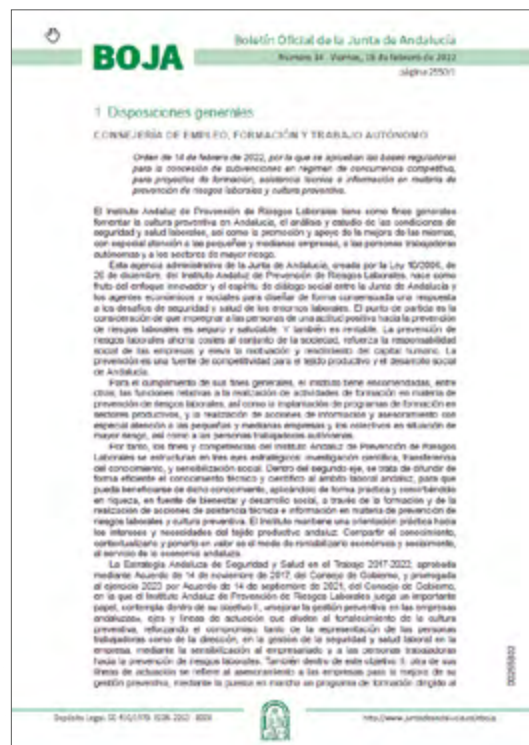 Boletín Oficial de la Junta de Andalucía
BOJA
Número 34 - Viernes, 18 de febrero de 2022
página 2550/1
1. Disposiciones generales
CONSEJERÍA DE EMPLEO, FORMACIÓN Y TRABAJO AUTÓNOMO
Orden de 14 de febrero de 2022, por la que se aprueban las bases reguladoras
para la concesión de subvenciones en régimen de concurrencia competitiva,
para proyectos de formación, asistencia técnica e información en materia de
prevención de riesgos laborales y cultura preventiva.
El Instituto Andaluz de Prevención de Riesgos Laborales tiene como fines generales
fomentar la cultura preventiva en Andalucía, el análisis y estudio de las condiciones de
seguridad y salud laborales, así como la promoción y apoyo de la mejora de las mismas,
con especial atención a las pequeñas y medianas empresas, a las personas trabajadoras
autónomas y a los sectores de mayor riesgo.
Esta agencia administrativa de la Junta de Andalucía, creada por la Ley 10/2006, de
26 de diciembre, del Instituto Andaluz de Prevención de Riesgos Laborales, nace como
fruto del enfoque innovador y el espíritu de diálogo social entre la Junta de Andalucía y
los agentes económicos y sociales para diseñar de forma consensuada una respuesta
a los desafíos de seguridad y salud de los entornos laborales. El punto de partida es la
consideración de que impregnar a las personas de una actitud positiva hacia la prevención
de riesgos laborales es seguro y saludable. Y también es rentable. La prevención de
riesgos laborales ahorra costes al conjunto de la sociedad, refuerza la responsabilidad
social de las empresas y eleva la motivación y rendimiento del capital humano. La
prevención es una fuente de competitividad para el tejido productivo y el desarrollo social
de Andalucía.
Para el cumplimiento de sus fines generales, el Instituto tiene encomendadas, entre
otras, las funciones relativas a la realización de actividades de formación en materia de
prevención de riesgos laborales, así como la implantación de programas de formación en
sectores productivos, y la realización de acciones de información y asesoramiento con
especial atención a las pequeñas y medianas empresas y los colectivos en situación de
mayor riesgo, así como a las personas trabajadoras autónomas.
Por tanto, los fines y competencias del Instituto Andaluz de Prevención de Riesgos
Laborales se estructuran en tres ejes estratégicos: investigación científica, transferencia
del conocimiento, y sensibilización social. Dentro del segundo eje, se trata de difundir de
forma eficiente el conocimiento técnico y científico al ámbito laboral andaluz, para que
pueda beneficiarse de dicho conocimiento, aplicándolo de forma práctica y convirtiéndolo
en riqueza, en fuente de bienestar y desarrollo social, a través de la formación y de la
realización de acciones de asistencia técnica e información en materia de prevención de
riesgos laborales y cultura preventiva. El Instituto mantiene una orientación práctica hacia
los intereses y necesidades del tejido productivo andaluz. Compartir el conocimiento,
contextualizarlo y ponerlo en valor es el modo de rentabilizarlo económica y socialmente,
al servicio de la economía andaluza.
La Estrategia Andaluza de Seguridad y Salud en el Trabajo 2017-2022, aprobada
mediante Acuerdo de 14 de noviembre de 2017, del Consejo de Gobierno, y prorrogada
al ejercicio 2023 por Acuerdo de 14 de septiembre de 2021, del Consejo de Gobierno,
en la que el Instituto Andaluz de Prevención de Riesgos Laborales juega un importante
papel, contempla dentro de su objetivo II, «mejorar la gestión preventiva en las empresas
andaluzas», ejes y líneas de actuación que aluden al fortalecimiento de la cultura
preventiva, reforzando el compromiso tanto de la representación de las personas
trabajadoras como de la dirección, en la gestión de la seguridad y salud laboral en la
empresa, mediante la sensibilización al empresariado y a las personas trabajadoras
hacia la prevención de riesgos laborales. También dentro de este objetivo II, otra de sus
líneas de actuación se refiere al asesoramiento a las empresas para la mejora de su
gestión preventiva, mediante la puesta en marcha un programa de formación dirigido al
Depósito Legal: SE-410/1979. ISSN: 2253 - 802X
http://www.juntadeandalucia.es/eboja